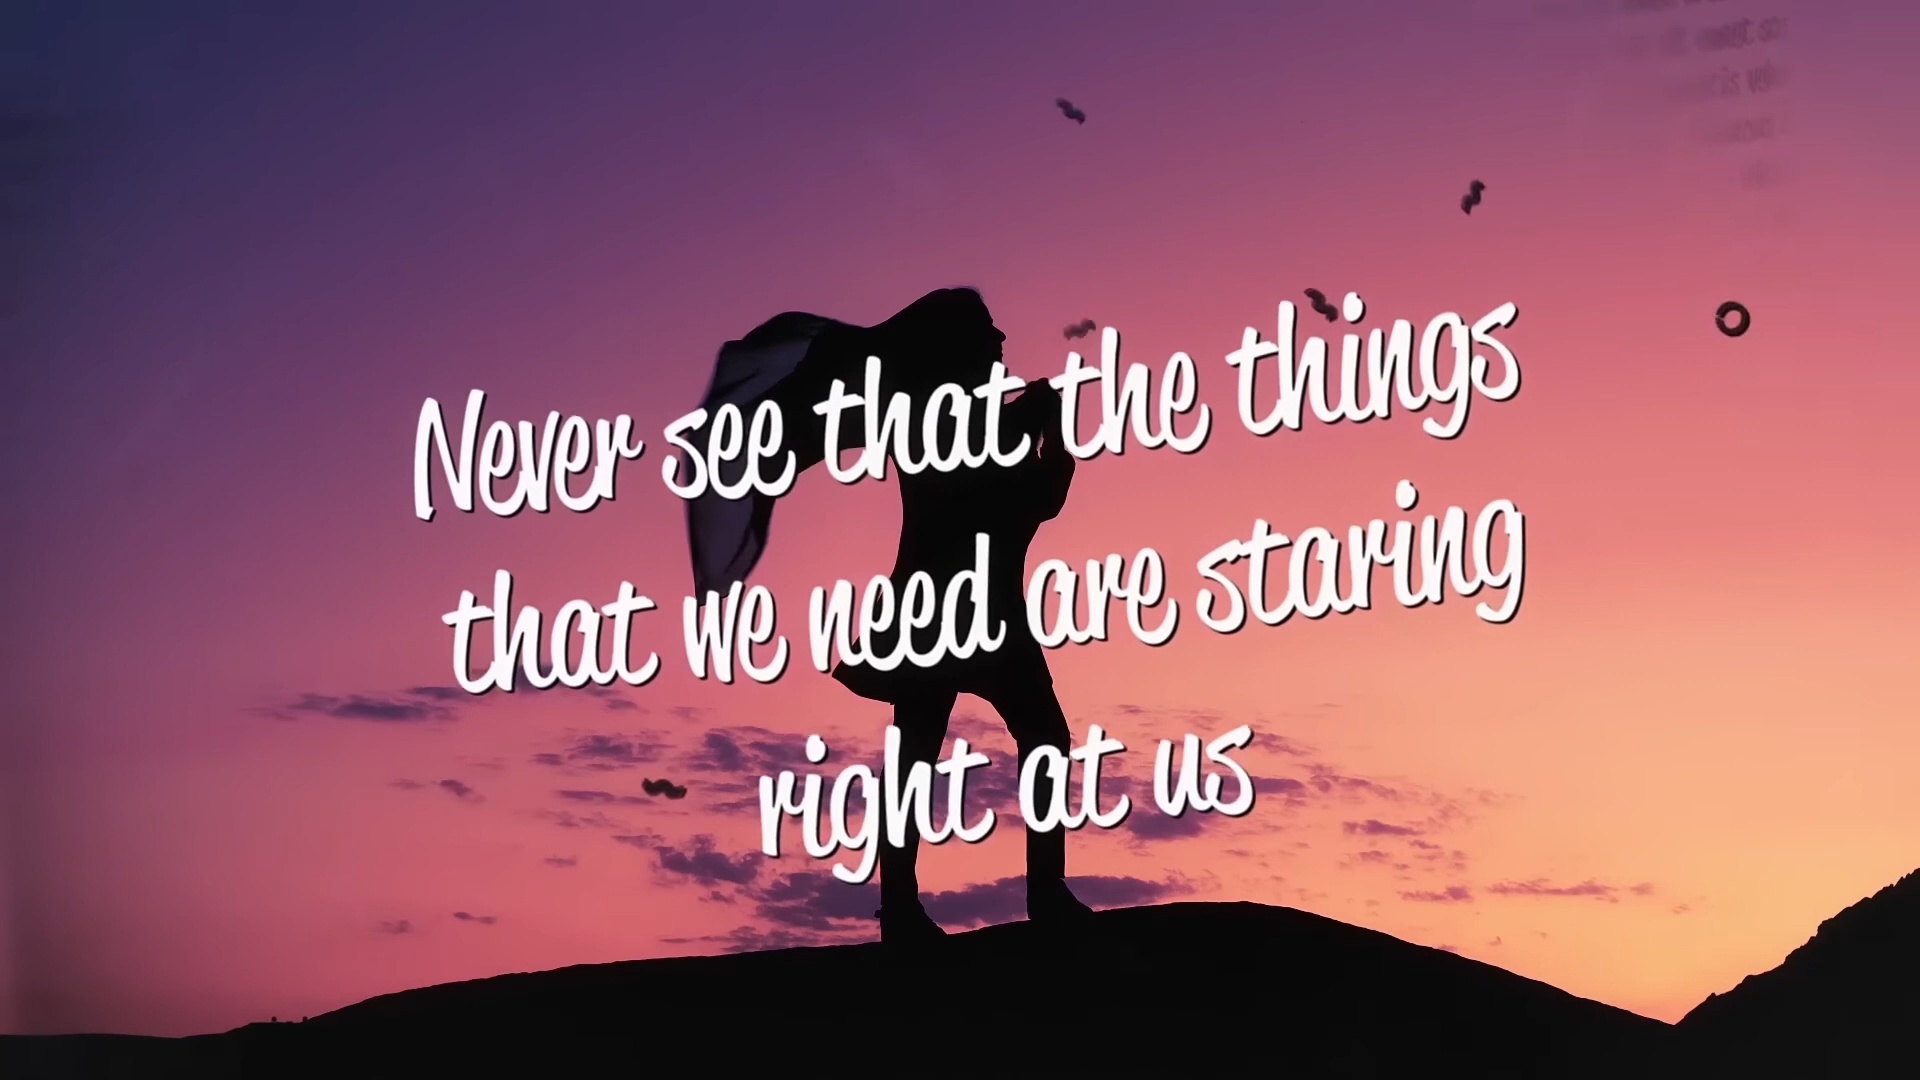 Never see that the things
that we need are staring
right at us